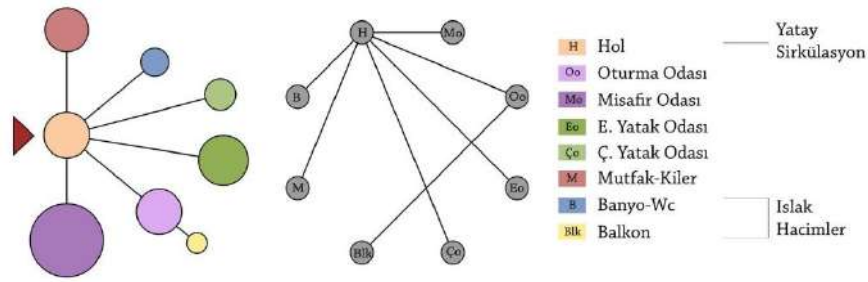 H Mo
B Oo
M Eo
Blk Ço
H Hol
Oo Oturma Odası
Mo Misafir Odası
Eo E. Yatak Odası
Ço Ç. Yatak Odası
M Mutfak-Kiler
B Banyo-Wc
Blk Balkon
Yatay
Sirkülasyon
Islak
Hacimler